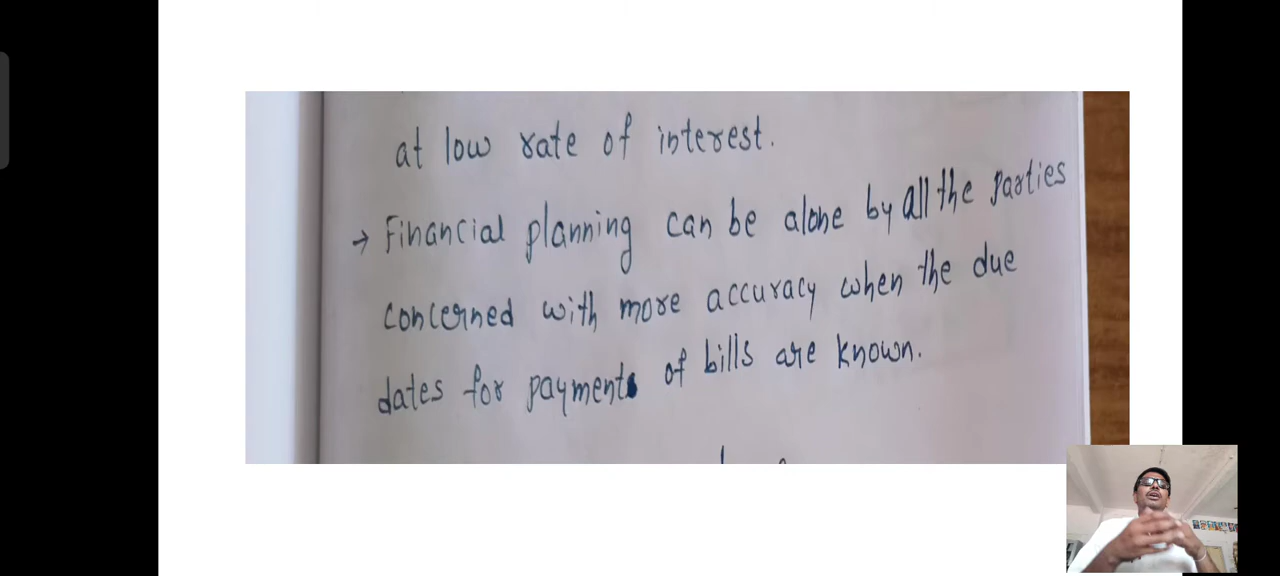 at low rate of interest.
→ Financial planning can be alone by all the parties
concerned with more accuracy when the due
dates for payments of bills are known.